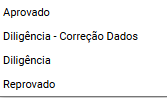 Aprovado
Diligência - Correção Dados
Diligência
Reprovado